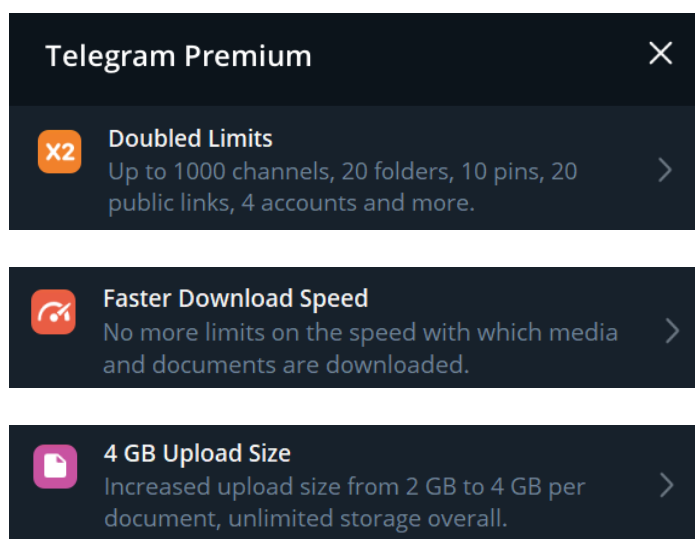 Telegram Premium
X2
Doubled Limits
Up to 1000 channels, 20 folders, 10 pins, 20
public links, 4 accounts and more.
Faster Download Speed
No more limits on the speed with which media
and documents are downloaded.
4 GB Upload Size
Increased upload size from 2 GB to 4 GB per
document, unlimited storage overall.